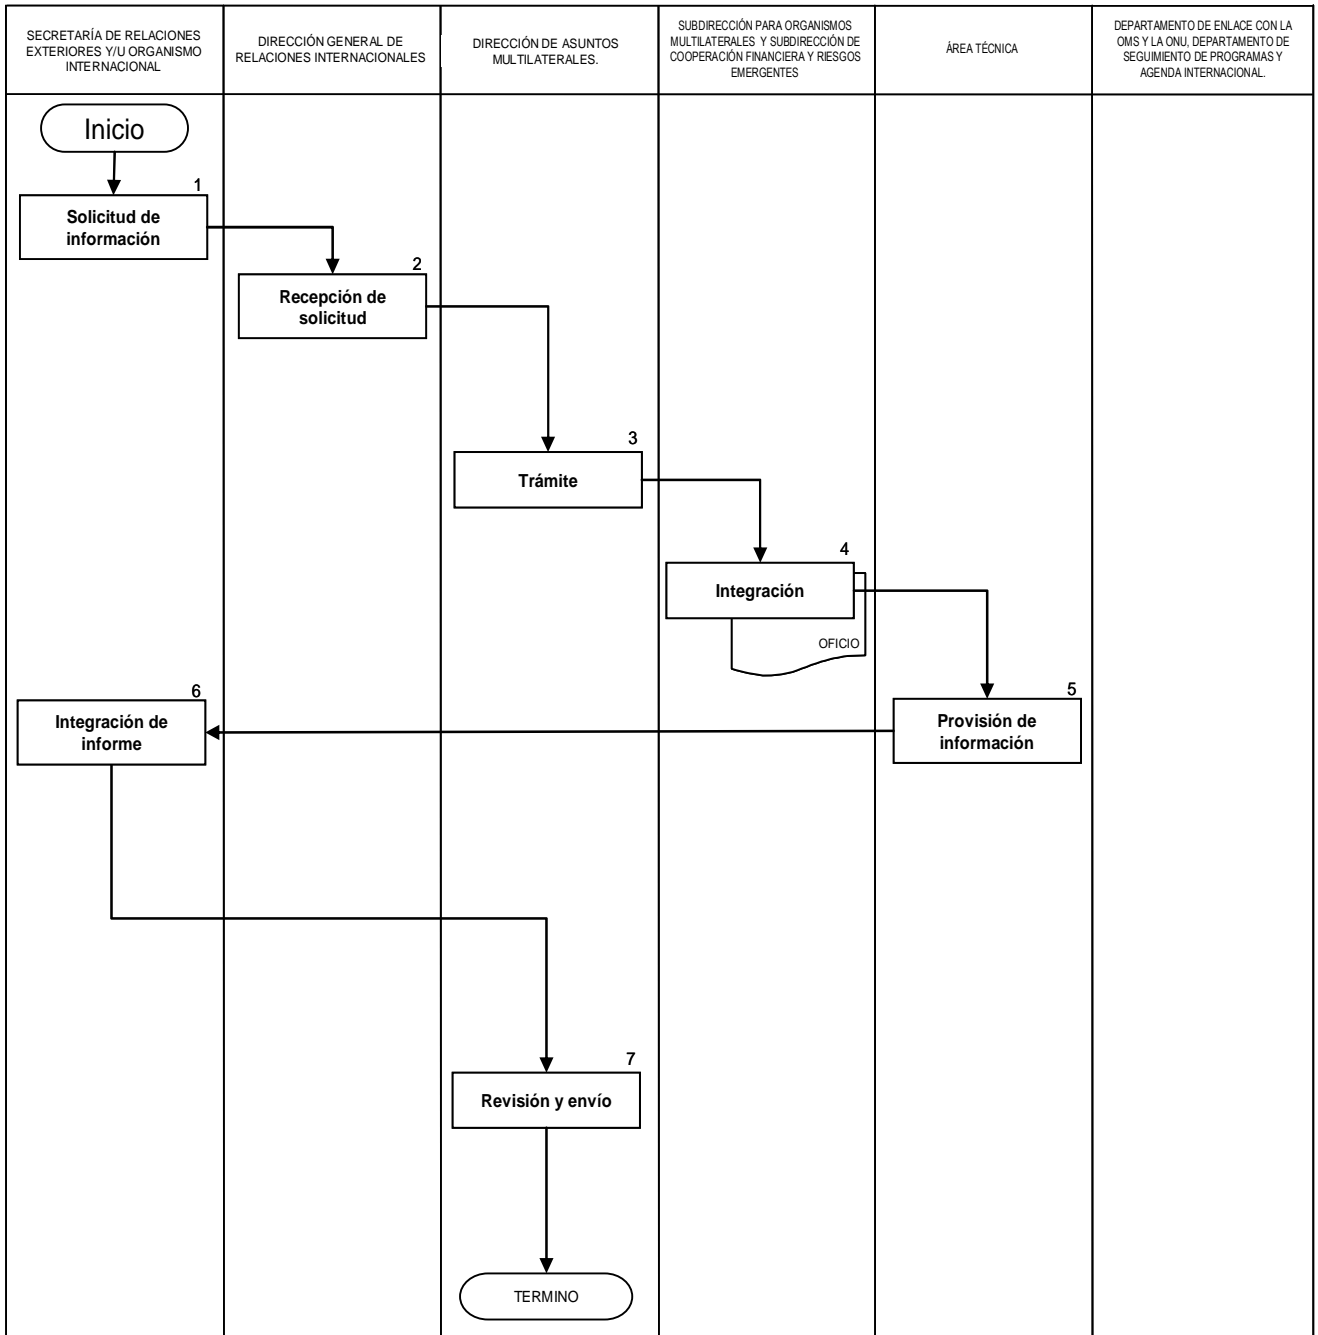 SECRETARÍA DE RELACIONES
EXTERIORES Y/U ORGANISMO
INTERNACIONAL
DIRECCIÓN GENERAL DE
RELACIONES INTERNACIONALES
DIRECCIÓN DE ASUNTOS
MULTILATERALES.
SUBDIRECCIÓN PARA ORGANISMOS
MULTILATERALES Y SUBDIRECCIÓN DE
COOPERACIÓN FINANCIERA Y RIESGOS
EMERGENTES
ÁREA TÉCNICA
DEPARTAMENTO DE ENLACE CON LA
OMS Y LA ONU, DEPARTAMENTO DE
SEGUIMIENTO DE PROGRAMAS Y
AGENDA INTERNACIONAL.
Inicio
1
Solicitud de
información
2
Recepción de
solicitud
3
Trámite
4
Integración
OFICIO
5
Provisión de
información
6
Integración de
informe
7
Revisión y envío
TERMINO